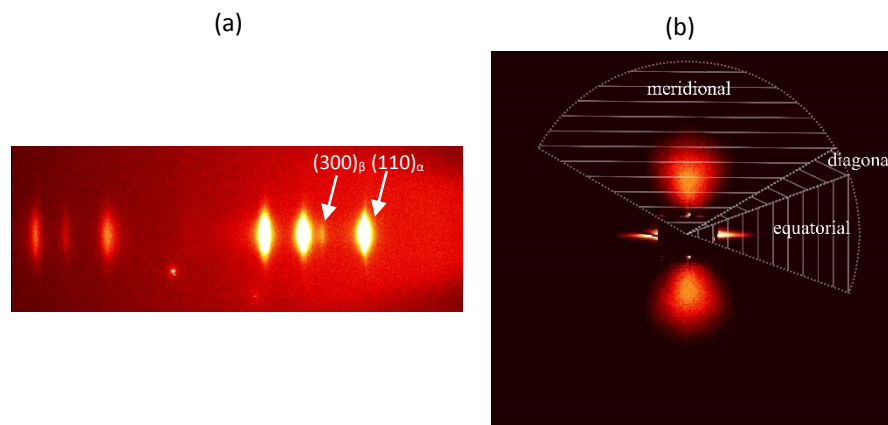 (a)
(b)
(300)β (110)α
meridional
diagona
equatorial